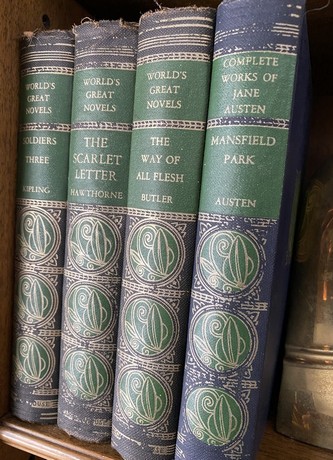 WORLD'S
GREAT
NOVELS
SOLDIERS
THREE
KIPLING
WORLD'S
GREAT
NOVELS
THE
SCARLET
LETTER
HAWTHORNE
WORLD'S
GREAT
NOVELS
THE
WAY OF
ALL FLESH
BUTLER
COMPLETE
WORKS OF
JANE
AUSTEN
MANSFIELD
PARK
AUSTEN